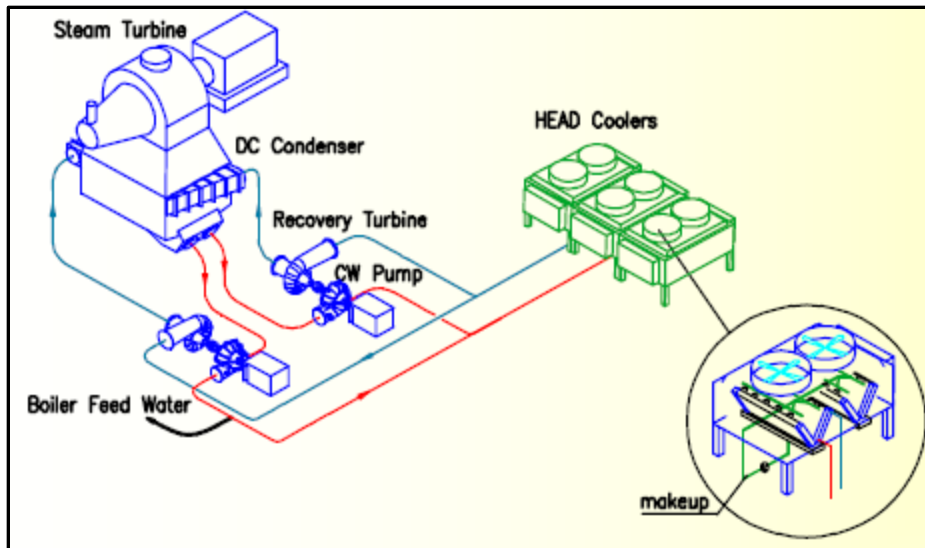 Steam Turbine
HEAD Coolers
DC Condenser
Recovery Turbine
CW Pump
Boiler Feed Water
makeup